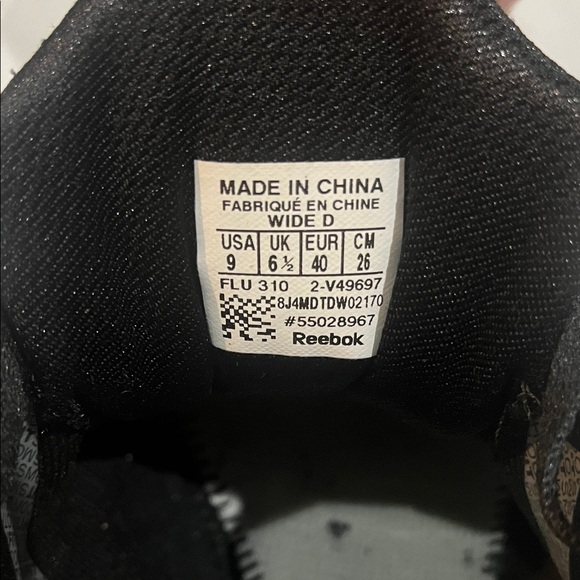 MADE IN CHINA
FABRIQUÉ EN CHINE
WIDE D
USA UK EUR CM
9 6 ½ 40 26
FLU 310 2-V49697
8J4MDTDW02170
#55028967
Reebok